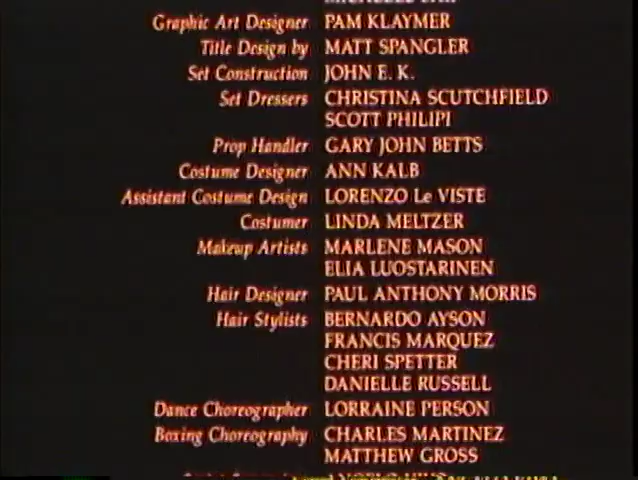 Graphic Art Designer PAM KLAYMER
Title Design by MATT SPANGLER
Set Construction JOHN E. K.
Set Dressers CHRISTINA SCUTCHFIELD
SCOTT PHILIPI
Prop Handler GARY JOHN BETTS
Costume Designer ANN KALB
Assistant Costume Design LORENZO Le VISTE
Costumer LINDA MELTZER
Makeup Artists MARLENE MASON
ELIA LUOSTARINEN
Hair Designer PAUL ANTHONY MORRIS
Hair Stylists BERNARDO AYSON
FRANCIS MARQUEZ
CHERI SPETTER
DANIELLE RUSSELL
Dance Choreographer LORRAINE PERSON
Boxing Choreography CHARLES MARTINEZ
MATTHEW GROSS